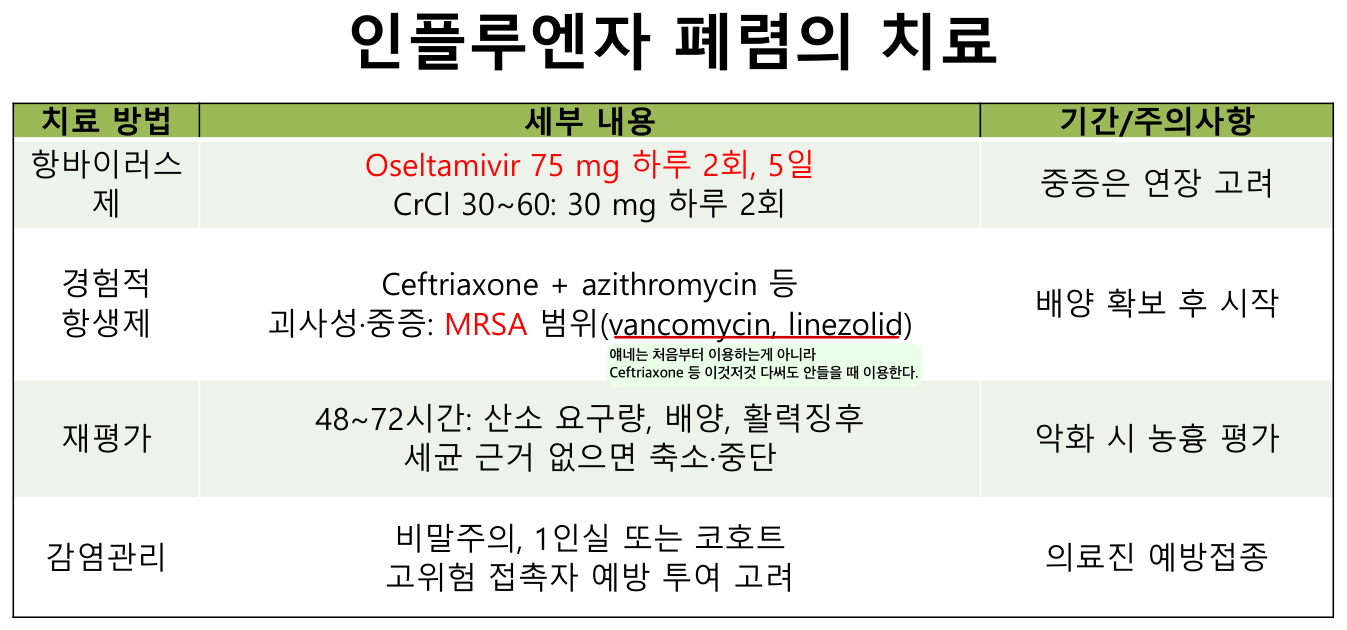 인플루엔자 폐렴의 치료
치료 방법 세부 내용 기간/주의사항
항바이러스
제
Oseltamivir 75 mg 하루 2회, 5일
CrCl 30~60: 30 mg 하루 2회
중증은 연장 고려
경험적
항생제
Ceftriaxone + azithromycin 등
괴사성·중증: MRSA 범위(vancomycin, linezolid)
얘네는 처음부터 이용하는게 아니라
Ceftriaxone 등 이것저것 다써도 안들을 때 이용한다.
배양 확보 후 시작
재평가
48~72시간: 산소 요구량, 배양, 활력징후
세균 근거 없으면 축소·중단
악화 시 농흉 평가
감염관리
비말주의, 1인실 또는 코호트
고위험 접촉자 예방 투여 고려
의료진 예방접종